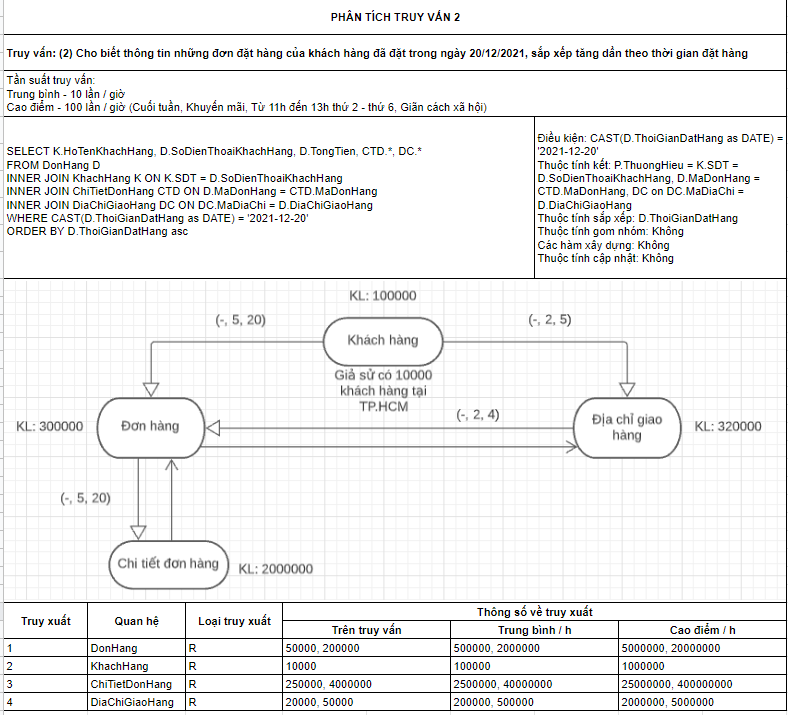 PHÂN TÍCH TRUY VẤN 2
Truy vấn: (2) Cho biết thông tin những đơn đặt hàng của khách hàng đã đặt trong ngày 20/12/2021, sắp xếp tăng dần theo thời gian đặt hàng
Tần suất truy vấn:
Trung bình - 10 lần / giờ
Cao điểm - 100 lần / giờ (Cuối tuần, Khuyến mãi, Từ 11h đến 13h thứ 2 - thứ 6, Giãn cách xã hội)
SELECT K.HoTenKhachHang, D.SoDienThoaiKhachHang, D.TongTien, CTD.*, DC.*
FROM DonHang D
INNER JOIN KhachHang K ON K.SDT = D.SoDienThoaiKhachHang
INNER JOIN ChiTietDonHang CTD ON D.MaDonHang = CTD.MaDonHang
INNER JOIN DiaChiGiaoHang DC ON DC.MaDiaChi = D.DiaChiGiaoHang
WHERE CAST(D.ThoiGianDatHang as DATE) = '2021-12-20'
ORDER BY D.ThoiGianDatHang asc
Điều kiện: CAST(D.ThoiGianDatHang as DATE) =
'2021-12-20'
Thuộc tính kết: P.ThuongHieu = K.SDT =
D.SoDienThoaiKhachHang, D.MaDonHang =
CTD.MaDonHang, DC on DC.MaDiaChi =
D.DiaChiGiaoHang
Thuộc tính sắp xếp: D.ThoiGianDatHang
Thuộc tính gom nhóm: Không
Các hàm xây dựng: Không
Thuộc tính cập nhật: Không
KL: 100000
(-, 5, 20)
Khách hàng
(-, 2, 5)
Giả sử có 10000
khách hàng tại
TP.HCM
KL: 300000
Đơn hàng
(-, 2, 4)
Địa chỉ giao
hàng
KL: 320000
(-, 5, 20)
Chi tiết đơn hàng
KL: 2000000
Truy xuất Quan hệ Loại truy xuất Thông số về truy xuất
Trên truy vấn Trung bình / h Cao điểm / h
1 DonHang R 50000, 200000 500000, 2000000 5000000, 20000000
2 KhachHang R 10000 100000 1000000
3 ChiTietDonHang R 250000, 4000000 2500000, 40000000 25000000, 400000000
4 DiaChiGiaoHang R 20000, 50000 200000, 500000 2000000, 5000000